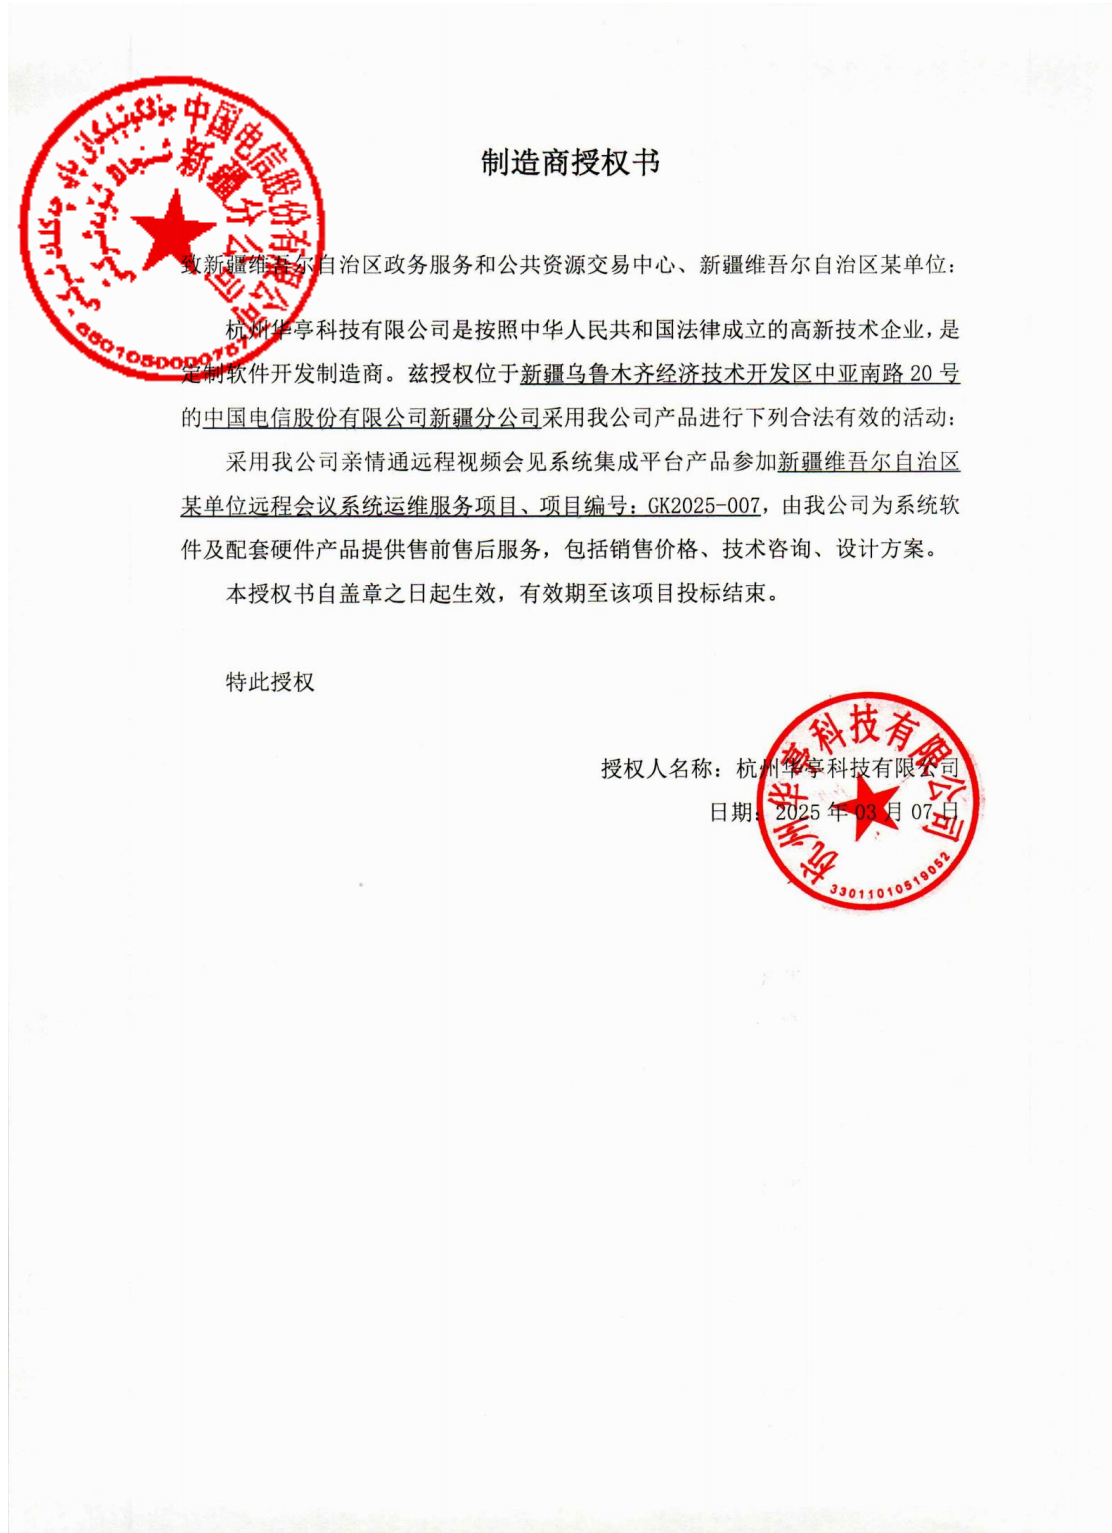 中国电信股份有限公司
新疆分公司
制造商授权书
致新疆维吾尔自治区政务服务和公共资源交易中心、新疆维吾尔自治区某单位：
杭州华亭科技有限公司是按照中华人民共和国法律成立的高新技术企业，是
定制软件开发制造商。兹授权位于新疆乌鲁木齐经济技术开发区中亚南路 20 号
的中国电信股份有限公司新疆分公司采用我公司产品进行下列合法有效的活动：
采用我公司亲情通远程视频会见系统集成平台产品参加新疆维吾尔自治区
某单位远程会议系统运维服务项目、项目编号：GK2025-007，由我公司为系统软
件及配套硬件产品提供售前售后服务，包括销售价格、技术咨询、设计方案。
本授权书自盖章之日起生效，有效期至该项目投标结束。
特此授权
授权人名称：杭州华亭科技有限公司
日期：2025 年 03 月 07 日
杭州华亭科技有限公司
33011010519052